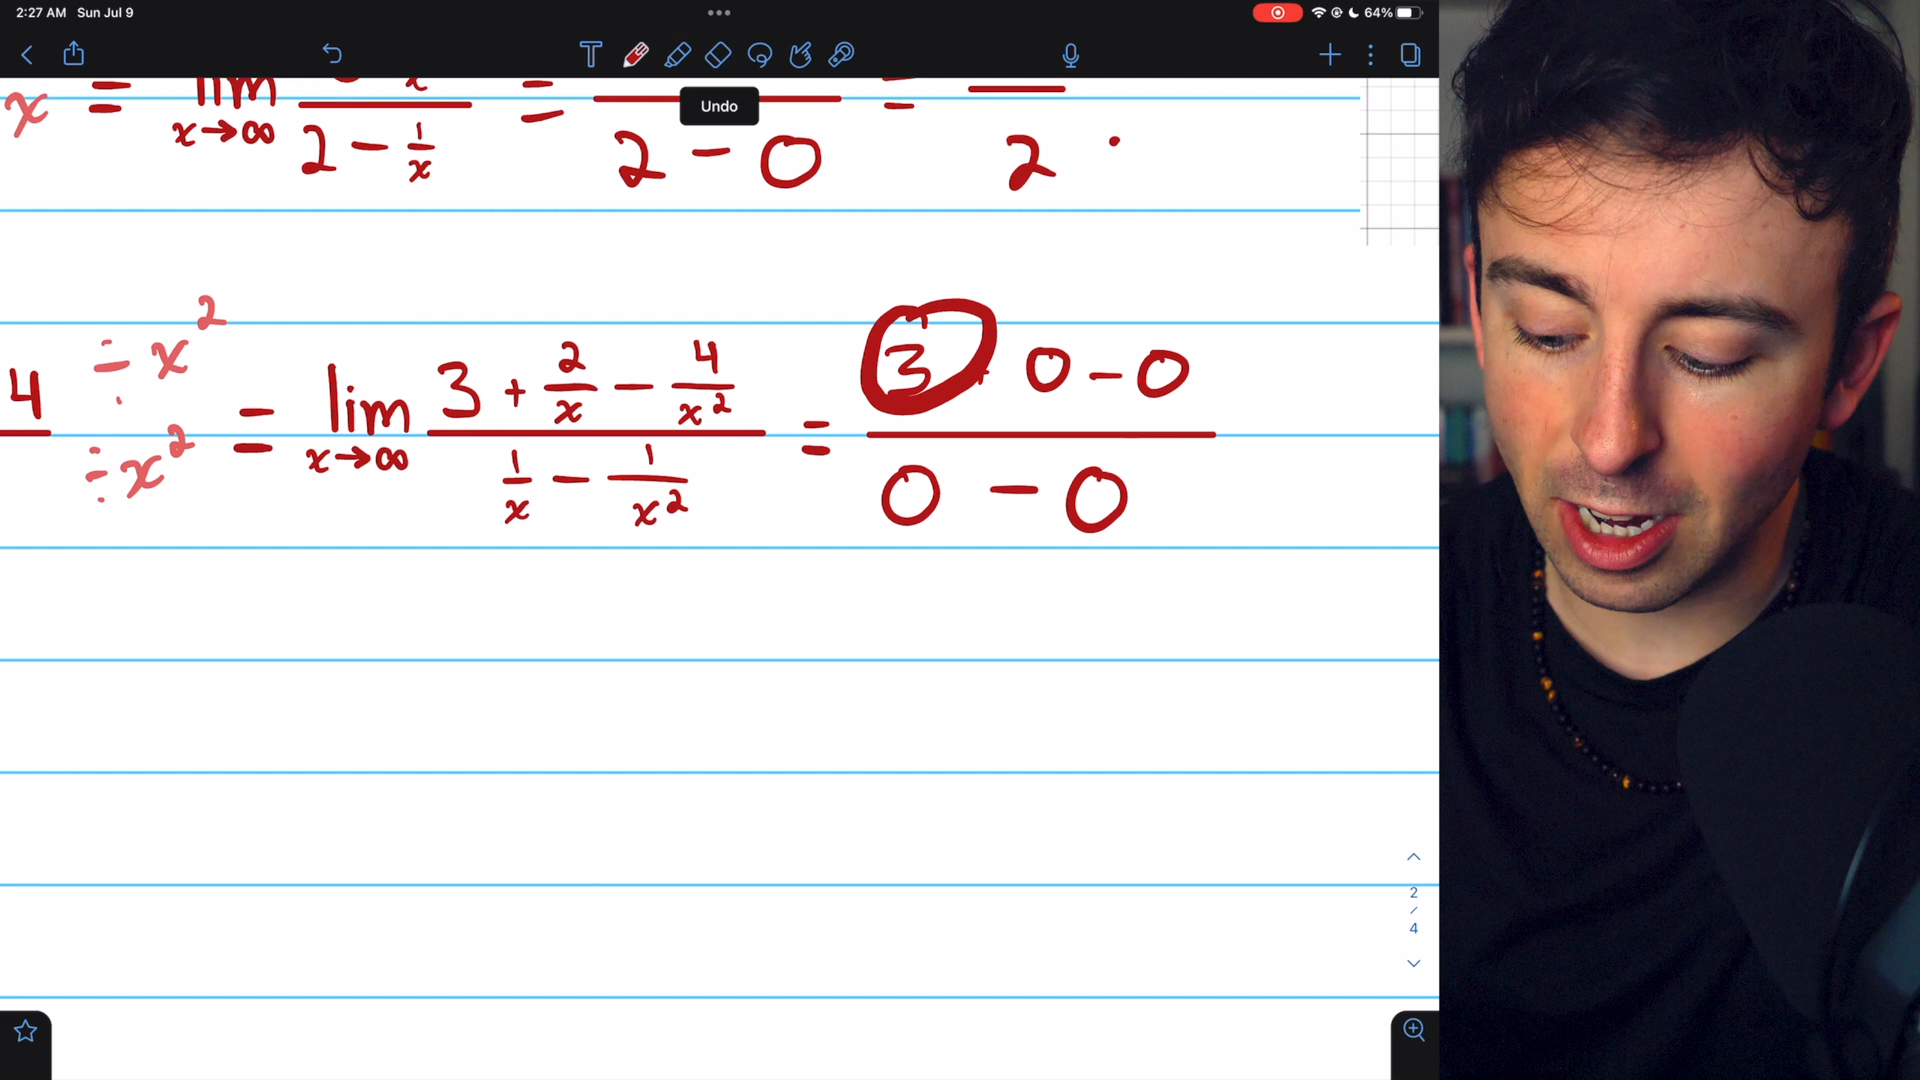 2:27 AM Sun Jul 9 64%
Undo
x = lim x→∞ 2 - 1/x = 2 - 0 = 2 .
4 ÷ x² ÷ x² = lim x→∞ (3 + 2/x - 4/x²) / (1/x - 1/x²) = (3 + 0 - 0) / (0 - 0)
2 / 4